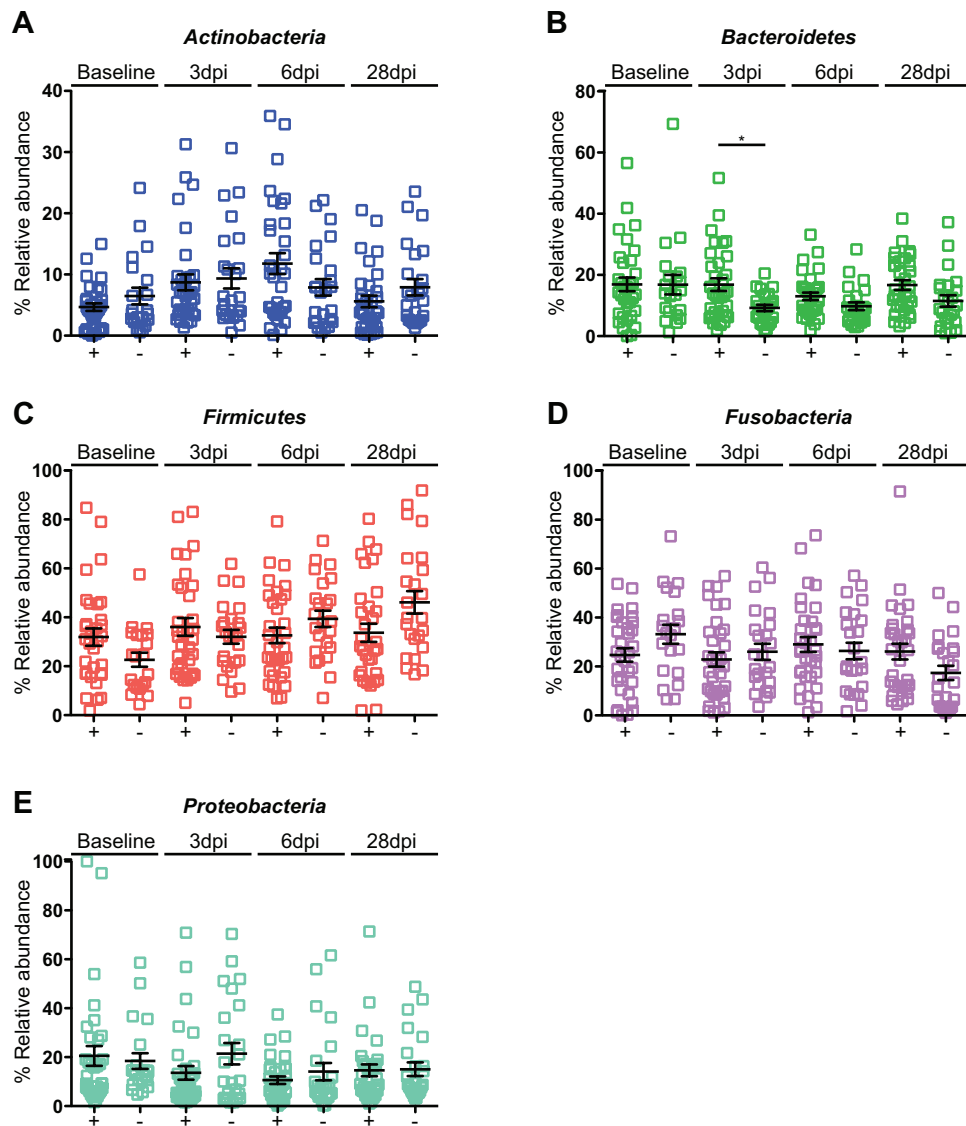 A
Actinobacteria
Baseline 3dpi 6dpi 28dpi
% Relative abundance
40
30
20
10
0
+ - + - + - + -
B
Bacteroidetes
Baseline 3dpi 6dpi 28dpi
% Relative abundance
80
60
40
20
0
*
+ - + - + - + -
C
Firmicutes
Baseline 3dpi 6dpi 28dpi
% Relative abundance
100
80
60
40
20
0
+ - + - + - + -
D
Fusobacteria
Baseline 3dpi 6dpi 28dpi
% Relative abundance
100
80
60
40
20
0
+ - + - + - + -
E
Proteobacteria
Baseline 3dpi 6dpi 28dpi
% Relative abundance
100
80
60
40
20
0
+ - + - + - + -